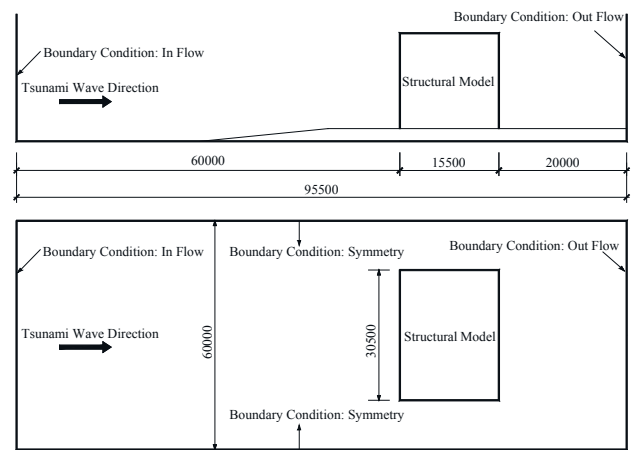 Boundary Condition: Out Flow
Boundary Condition: In Flow
Tsunami Wave Direction
Structural Model
60000
15500
20000
95500
Boundary Condition: In Flow
Boundary Condition: Symmetry
Boundary Condition: Out Flow
Tsunami Wave Direction
60000
30500
Structural Model
Boundary Condition: Symmetry